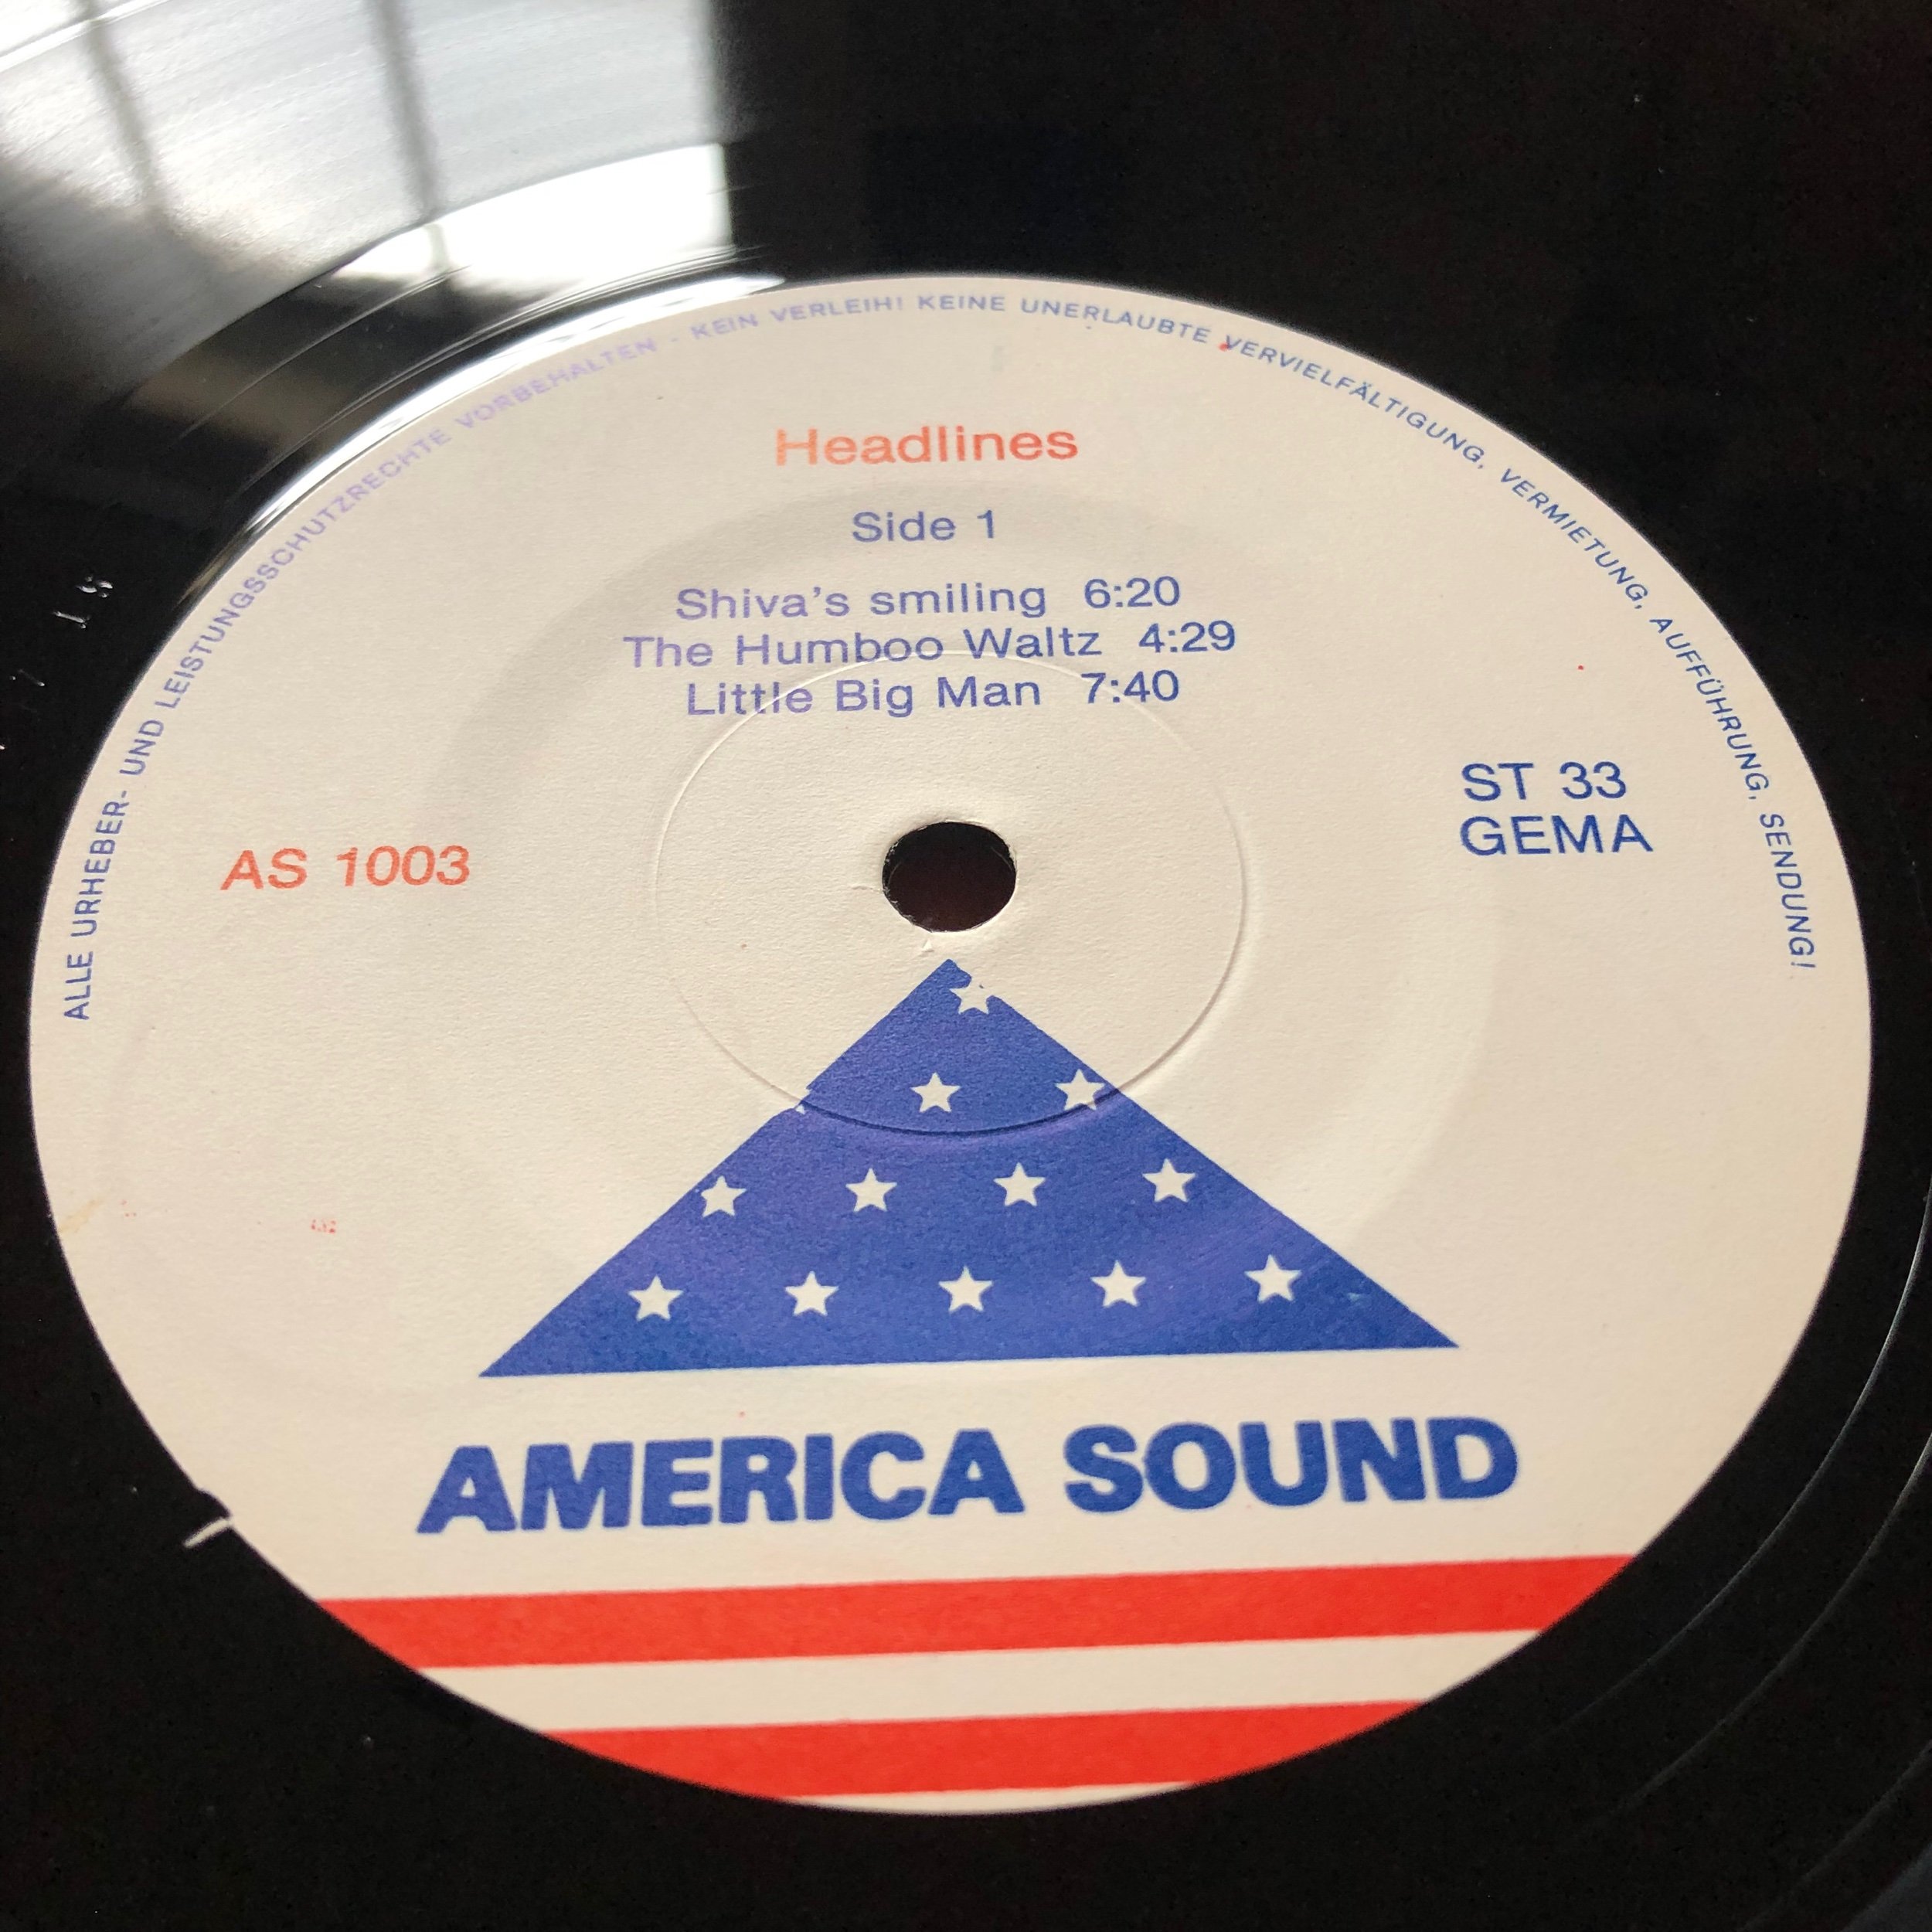 ALLE URHEBER- UND LEISTUNGSSCHUTZRECHTE VORBEHALTEN · KEIN VERLEIH! KEINE UNERLAUBTE VERVIELFÄLTIGUNG, VERMIETUNG, AUFFÜHRUNG, SENDUNG!
Headlines
Side 1
Shiva's smiling 6:20
The Humboo Waltz 4:29
Little Big Man 7:40
ST 33
GEMA
AS 1003
AMERICA SOUND